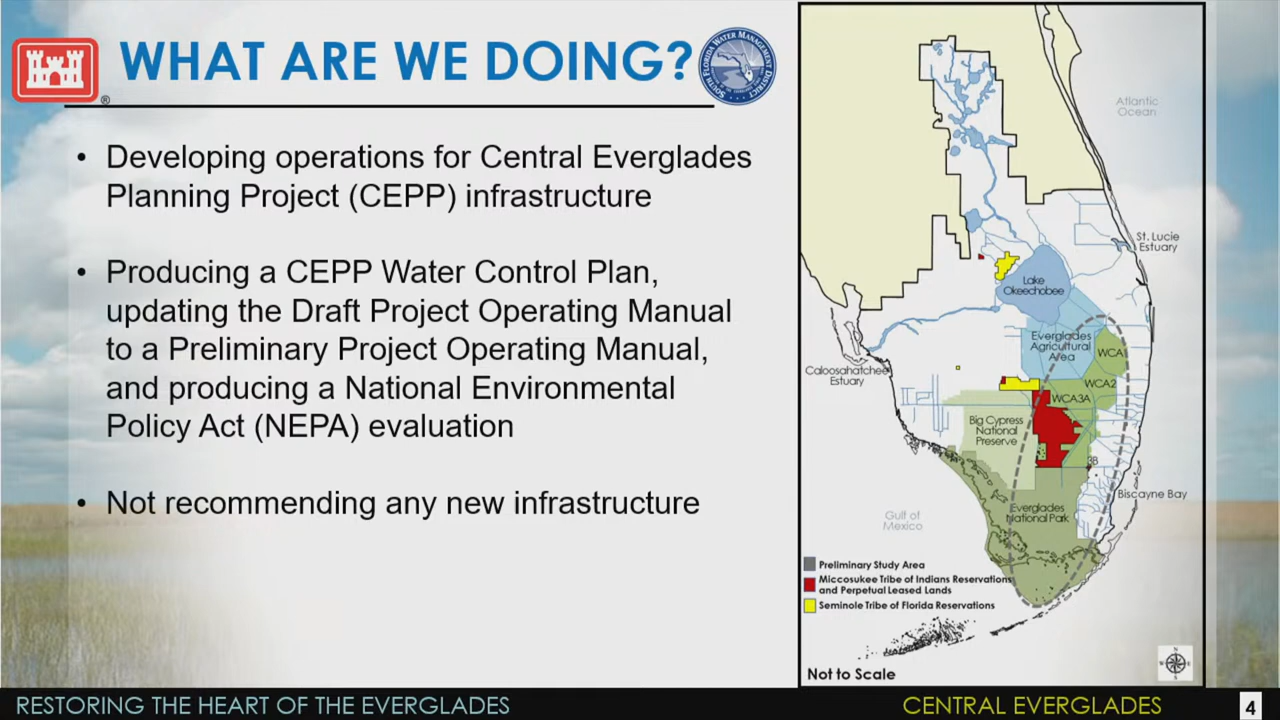 WHAT ARE WE DOING?
®
SOUTH FLORIDA WATER MANAGEMENT DISTRICT
• Developing operations for Central Everglades
Planning Project (CEPP) infrastructure
• Producing a CEPP Water Control Plan,
updating the Draft Project Operating Manual
to a Preliminary Project Operating Manual,
and producing a National Environmental
Policy Act (NEPA) evaluation
• Not recommending any new infrastructure
Atlantic
Ocean
St. Lucie
Estuary
Lake
Okeechobee
Everglades
Agricultural
Area
WCA1
Caloosahatchee
Estuary
WCA2
WCA3A
Big Cypress
National
Preserve
3B
Biscayne Bay
Everglades
National Park
Gulf of
Mexico
Preliminary Study Area
Miccosukee Tribe of Indians Reservations
and Perpetual Leased Lands
Seminole Tribe of Florida Reservations
Not to Scale
N
W E
S
RESTORING THE HEART OF THE EVERGLADES
CENTRAL EVERGLADES
4